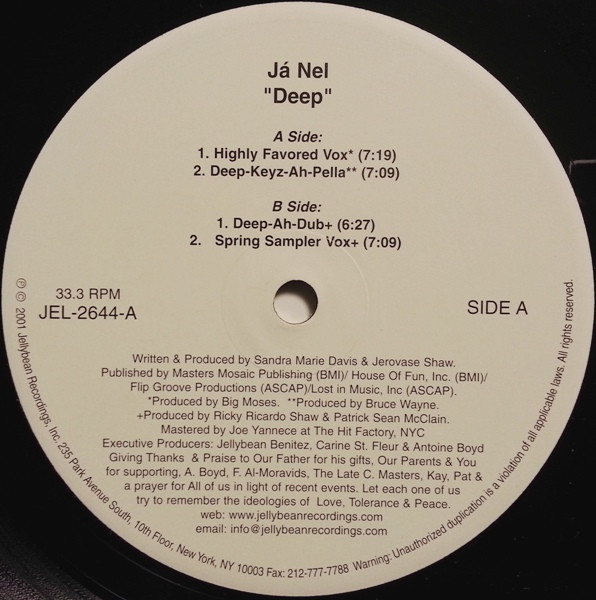 Já Nel
"Deep"
A Side:
1. Highly Favored Vox* (7:19)
2. Deep-Keyz-Ah-Pella** (7:09)
B Side:
1. Deep-Ah-Dub+ (6:27)
2. Spring Sampler Vox+ (7:09)
33.3 RPM
JEL-2644-A
SIDE A
Written & Produced by Sandra Marie Davis & Jerovase Shaw.
Published by Masters Mosaic Publishing (BMI)/ House Of Fun, Inc. (BMI)/
Flip Groove Productions (ASCAP)/Lost in Music, Inc (ASCAP).
*Produced by Big Moses. **Produced by Bruce Wayne.
+Produced by Ricky Ricardo Shaw & Patrick Sean McClain.
Mastered by Joe Yannece at The Hit Factory, NYC
Executive Producers: Jellybean Benitez, Carine St. Fleur & Antoine Boyd
Giving Thanks & Praise to Our Father for his gifts, Our Parents & You
for supporting, A. Boyd, F. Al-Moravids, The Late C. Masters, Kay, Pat &
a prayer for All of us in light of recent events. Let each one of us
try to remember the ideologies of Love, Tolerance & Peace.
web: www.jellybeanrecordings.com
email: info@jellybeanrecordings.com
℗ © 2001 Jellybean Recordings, Inc. 235 Park Avenue South, 10th Floor, New York, NY 10003 Fax: 212-777-7788 Warning: Unauthorized duplication is a violation of all applicable laws. All rights reserved.